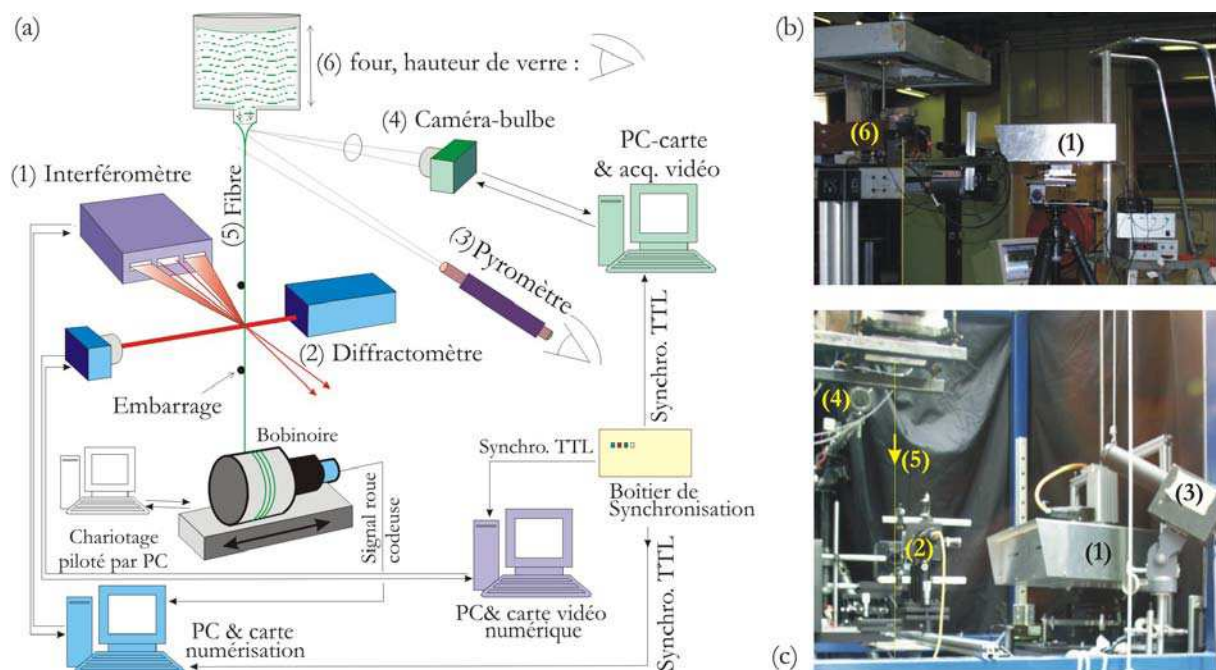 (a)
(6) four, hauteur de verre :
(4) Caméra-bulbe
PC-carte
& acq. vidéo
(1) Interféromètre
(5) Fibre
(3)Pyromètre
(2) Diffractomètre
Embarrage
Synchro. TTL
Bobinoire
Synchro. TTL
Boîtier de
Synchronisation
Signal roue
codeuse
Chariotage
piloté par PC
PC& carte vidéo
numérique
Synchro. TTL
PC & carte
numérisation
(b)
(6)
(1)
(4)
(5)
(3)
(2)
(1)
(c)